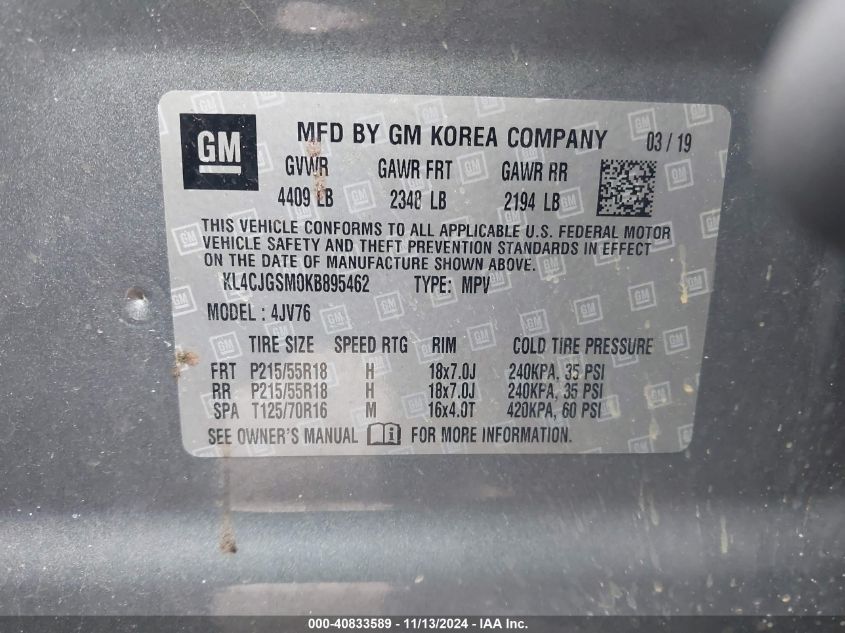 GM
MFD BY GM KOREA COMPANY 03 / 19
GVWR GAWR FRT GAWR RR
4409 LB 2348 LB 2194 LB
THIS VEHICLE CONFORMS TO ALL APPLICABLE U.S. FEDERAL MOTOR
VEHICLE SAFETY AND THEFT PREVENTION STANDARDS IN EFFECT
ON THE DATE OF MANUFACTURE SHOWN ABOVE.
KL4CJGSM0KB895462 TYPE: MPV
MODEL : 4JV76
TIRE SIZE SPEED RTG RIM COLD TIRE PRESSURE
FRT P215/55R18 H 18x7.0J 240KPA, 35 PSI
RR P215/55R18 H 18x7.0J 240KPA, 35 PSI
SPA T125/70R16 M 16x4.0T 420KPA, 60 PSI
SEE OWNER'S MANUAL FOR MORE INFORMATION.
000-40833589 - 11/13/2024 - IAA Inc.